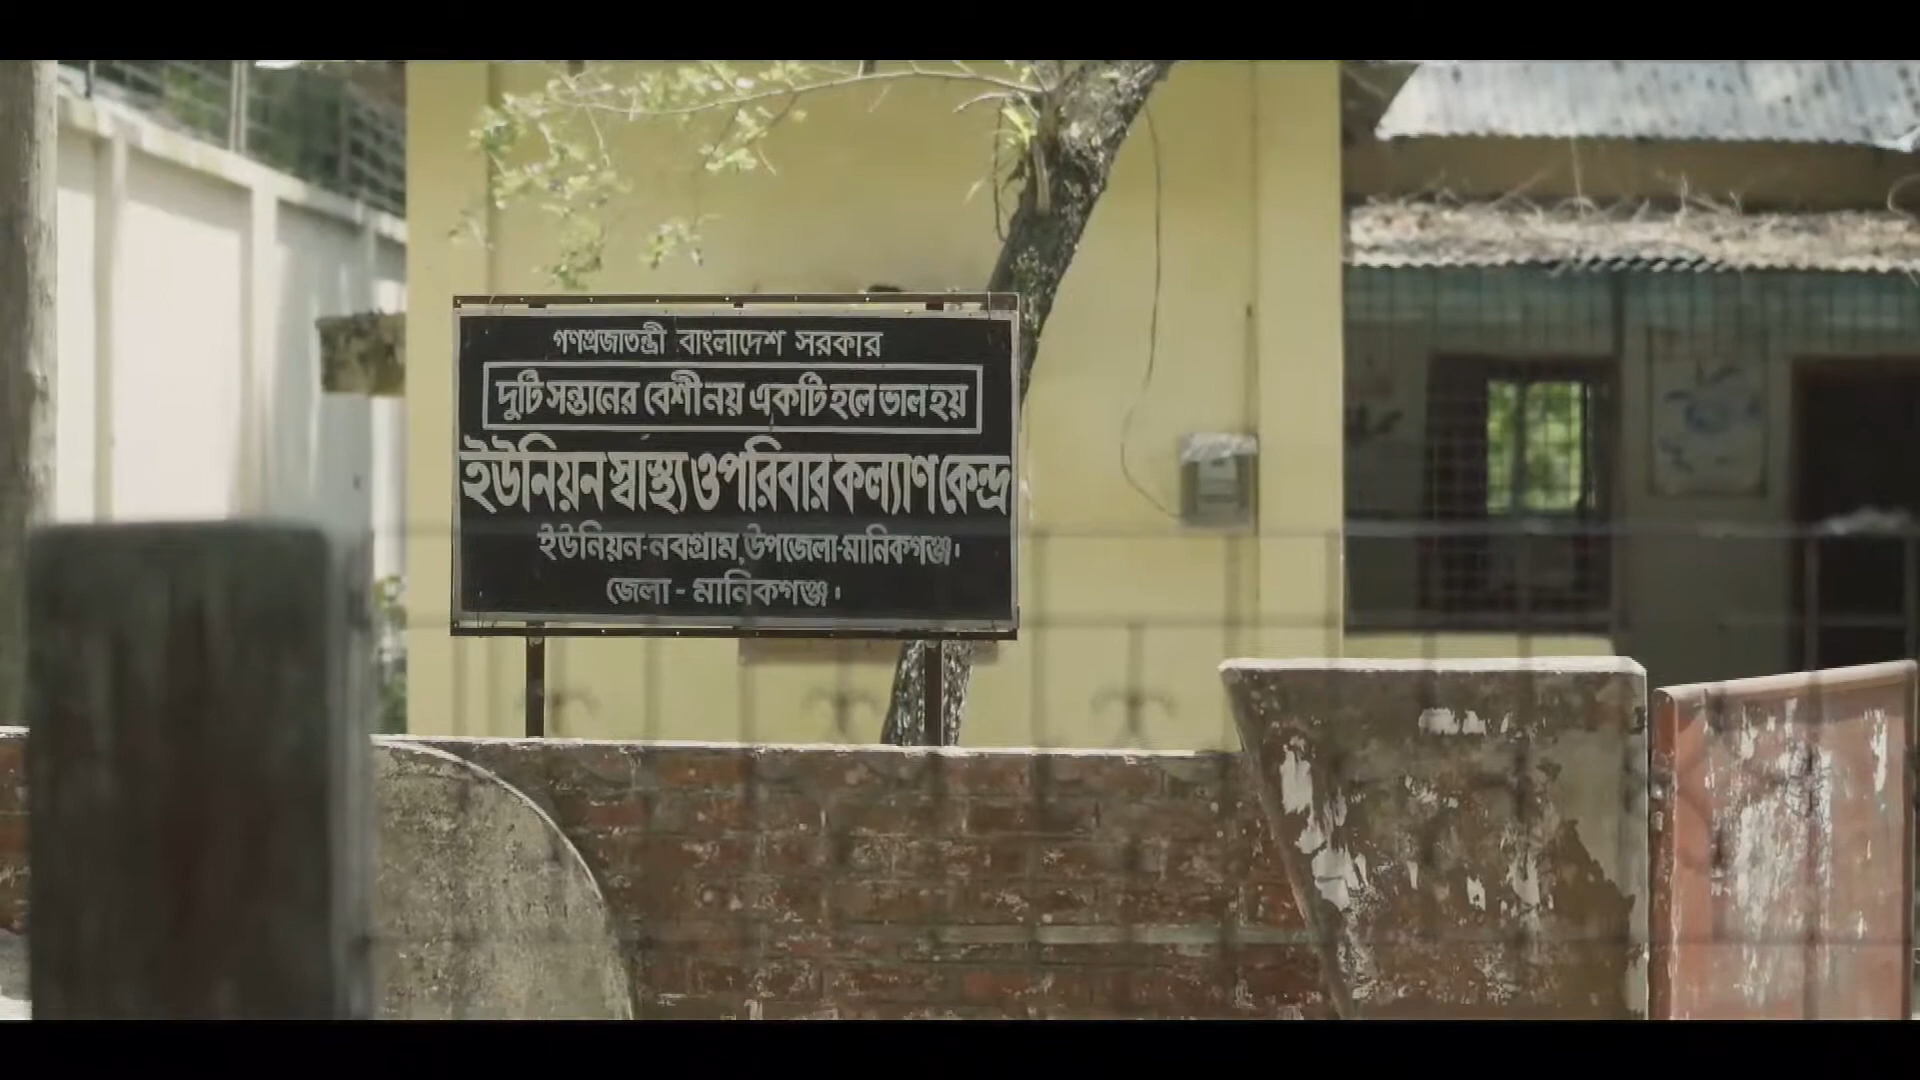 গণপ্রজাতন্ত্রী বাংলাদেশ সরকার
দুটি সন্তানের বেশী নয় একটি হলে ভাল হয়
ইউনিয়ন স্বাস্থ্য ও পরিবার কল্যাণ কেন্দ্র
ইউনিয়ন-নবগ্রাম, উপজেলা-মানিকগঞ্জ।
জেলা - মানিকগঞ্জ।